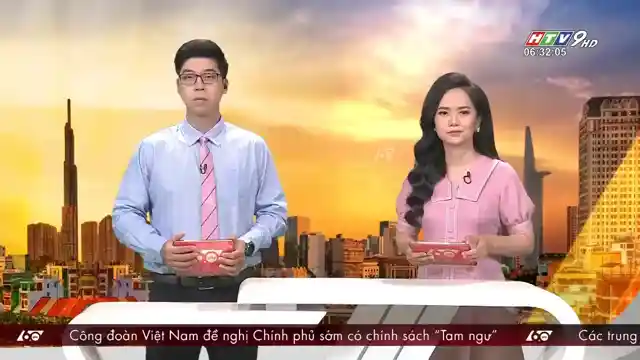 HTV9HD
06:32:05
Công đoàn Việt Nam đề nghị Chính phủ sớm có chính sách “Tam ngư” Các trung